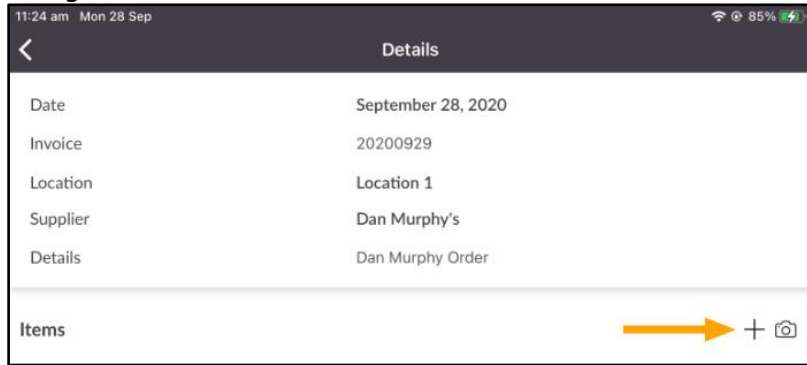 11:24 am Mon 28 Sep 85%
Details
Date September 28, 2020
Invoice 20200929
Location Location 1
Supplier Dan Murphy's
Details Dan Murphy Order
Items